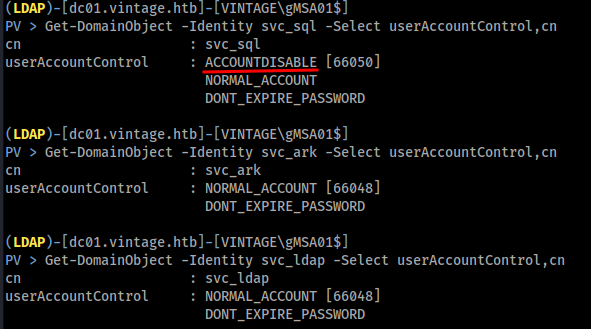 (LDAP)-[dc01.vintage.htb]-[VINTAGE\gMSA01$]
PV > Get-DomainObject -Identity svc_sql -Select userAccountControl,cn
cn                     : svc_sql
userAccountControl     : ACCOUNTDISABLE [66050]
                         NORMAL_ACCOUNT
                         DONT_EXPIRE_PASSWORD
(LDAP)-[dc01.vintage.htb]-[VINTAGE\gMSA01$]
PV > Get-DomainObject -Identity svc_ark -Select userAccountControl,cn
cn                     : svc_ark
userAccountControl     : NORMAL_ACCOUNT [66048]
                         DONT_EXPIRE_PASSWORD
(LDAP)-[dc01.vintage.htb]-[VINTAGE\gMSA01$]
PV > Get-DomainObject -Identity svc_ldap -Select userAccountControl,cn
cn                     : svc_ldap
userAccountControl     : NORMAL_ACCOUNT [66048]
                         DONT_EXPIRE_PASSWORD